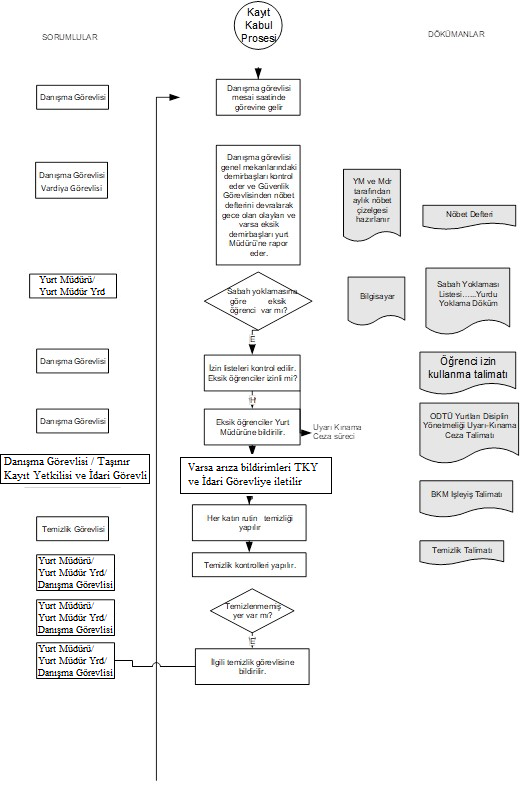 Kayıt
Kabul
Prosesi
SORUMLULAR
DÖKÜMANLAR
Danışma Görevlisi
Danışma görevlisi
mesai saatinde
görevine gelir
Danışma Görevlisi
Vardiya Görevlisi
Danışma görevlisi
genel mekanlarındaki
demirbaşları kontrol
eder ve Güvenlik
Görevlisinden nöbet
defterini devralarak
gece olan olayları ve
varsa eksik
demirbaşları yurt
Müdürü'ne rapor
eder.
YM ve Mdr
tarafından
aylık nöbet
çizelgesi
hazırlanır
Nöbet Defteri
Yurt Müdürü/
Yurt Müdür Yrd
Sabah yoklamasına
göre eksik
öğrenci var mı?
Bilgisayar
Sabah Yoklaması
Listesi......Yurdu
Yoklama Döküm
E
Danışma Görevlisi
İzin listeleri kontrol edilir.
Eksik öğrenciler izinli mi?
Öğrenci izin
kullanma talimatı
H
Danışma Görevlisi
Eksik öğrenciler Yurt
Müdürüne bildirilir.
Uyarı Kınama
Ceza süreci
ODTÜ Yurtları Disiplin
Yönetmeliği Uyarı-Kınama
Ceza Talimatı
Danışma Görevlisi / Taşınır
Kayıt Yetkilisi ve İdari Görevli
Varsa arıza bildirimleri TKY
ve İdari Görevliye iletilir
BKM Işleyiş Talimatı
Temizlik Görevlisi
Her katın rutin temizliği
yapılır
Temizlik Talimatı
Yurt Müdürü/
Yurt Müdür Yrd/
Danışma Görevlisi
Temizlik kontrolleri yapılır.
Yurt Müdürü/
Yurt Müdür Yrd/
Danışma Görevlisi
Temizlenmemiş
yer var mı?
E
Yurt Müdürü/
Yurt Müdür Yrd/
Danışma Görevlisi
İlgili temizlik görevlisine
bildirilir.